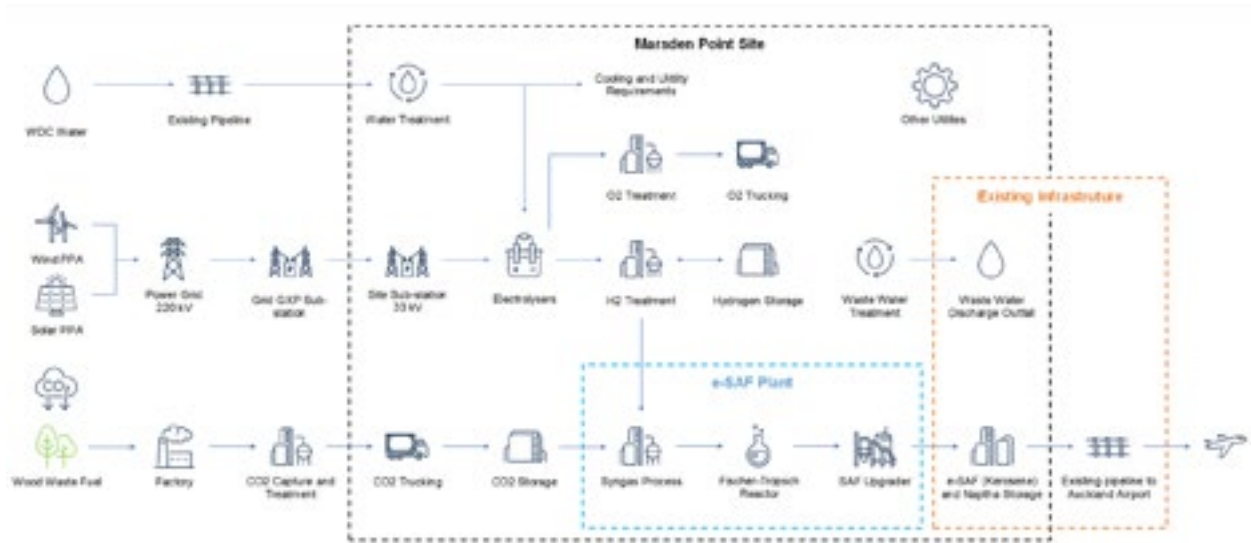 Marsden Point Site
WDC Water
Existing Pipeline
Water Treatment
Cooling and Utility
Requirements
Other Utilities
O2 Treatment
O2 Trucking
Existing Infrastruture
Wind PPA
Solar PPA
Power Grid
220 kV
Grid GXP Sub-
station
Site Sub-station
33 kV
Electrolysers
H2 Treatment
Hydrogen Storage
Waste Water
Treatment
Waste Water
Discharge Outfall
e-SAF Plant
CO2
Wood Waste Fuel
Factory
CO2 Capture and
Treatment
CO2 Trucking
CO2 Storage
Syngas Process
Fischer-Tropsch
Reactor
SAF Upgrader
e-SAF (Kerosene)
and Naptha Storage
Existing pipeline to
Auckland Airport